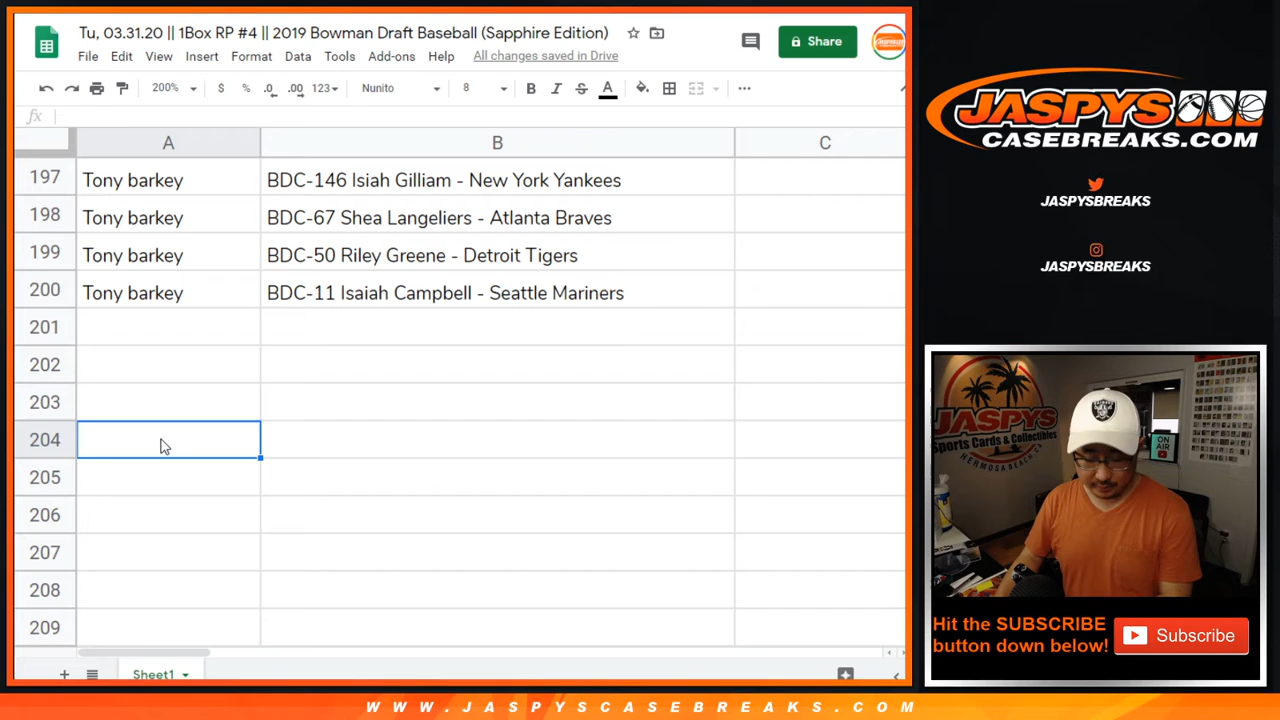 Tu, 03.31.20 || 1Box RP #4 || 2019 Bowman Draft Baseball (Sapphire Edition)
File Edit View Insert Format Data Tools Add-ons Help All changes saved in Drive
Share
200% $ % .0 .00 123 Nunito 8 B I S A
fx
A B C
197 Tony barkey BDC-146 Isiah Gilliam - New York Yankees
198 Tony barkey BDC-67 Shea Langeliers - Atlanta Braves
199 Tony barkey BDC-50 Riley Greene - Detroit Tigers
200 Tony barkey BDC-11 Isaiah Campbell - Seattle Mariners
201
202
203
204
205
206
207
208
209
Sheet1
JASPYS
CASEBREAKS.COM
JASPYSBREAKS
JASPYSBREAKS
JASPYS
Sports Cards & Collectibles
HERMOSA BEACH, CA
ON AIR
RAIDERS
Hit the SUBSCRIBE
button down below!
Subscribe
WWW.JASPYSCASEBREAKS.COM